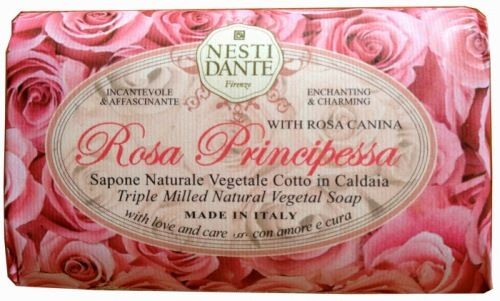 NESTI
DANTE
Firenze
INCANTEVOLE
& AFFASCINANTE
ENCHANTING
& CHARMING
WITH ROSA CANINA
Rosa Principessa
Sapone Naturale Vegetale Cotto in Caldaia
Triple Milled Natural Vegetal Soap
MADE IN ITALY
with love and care con amore e cura